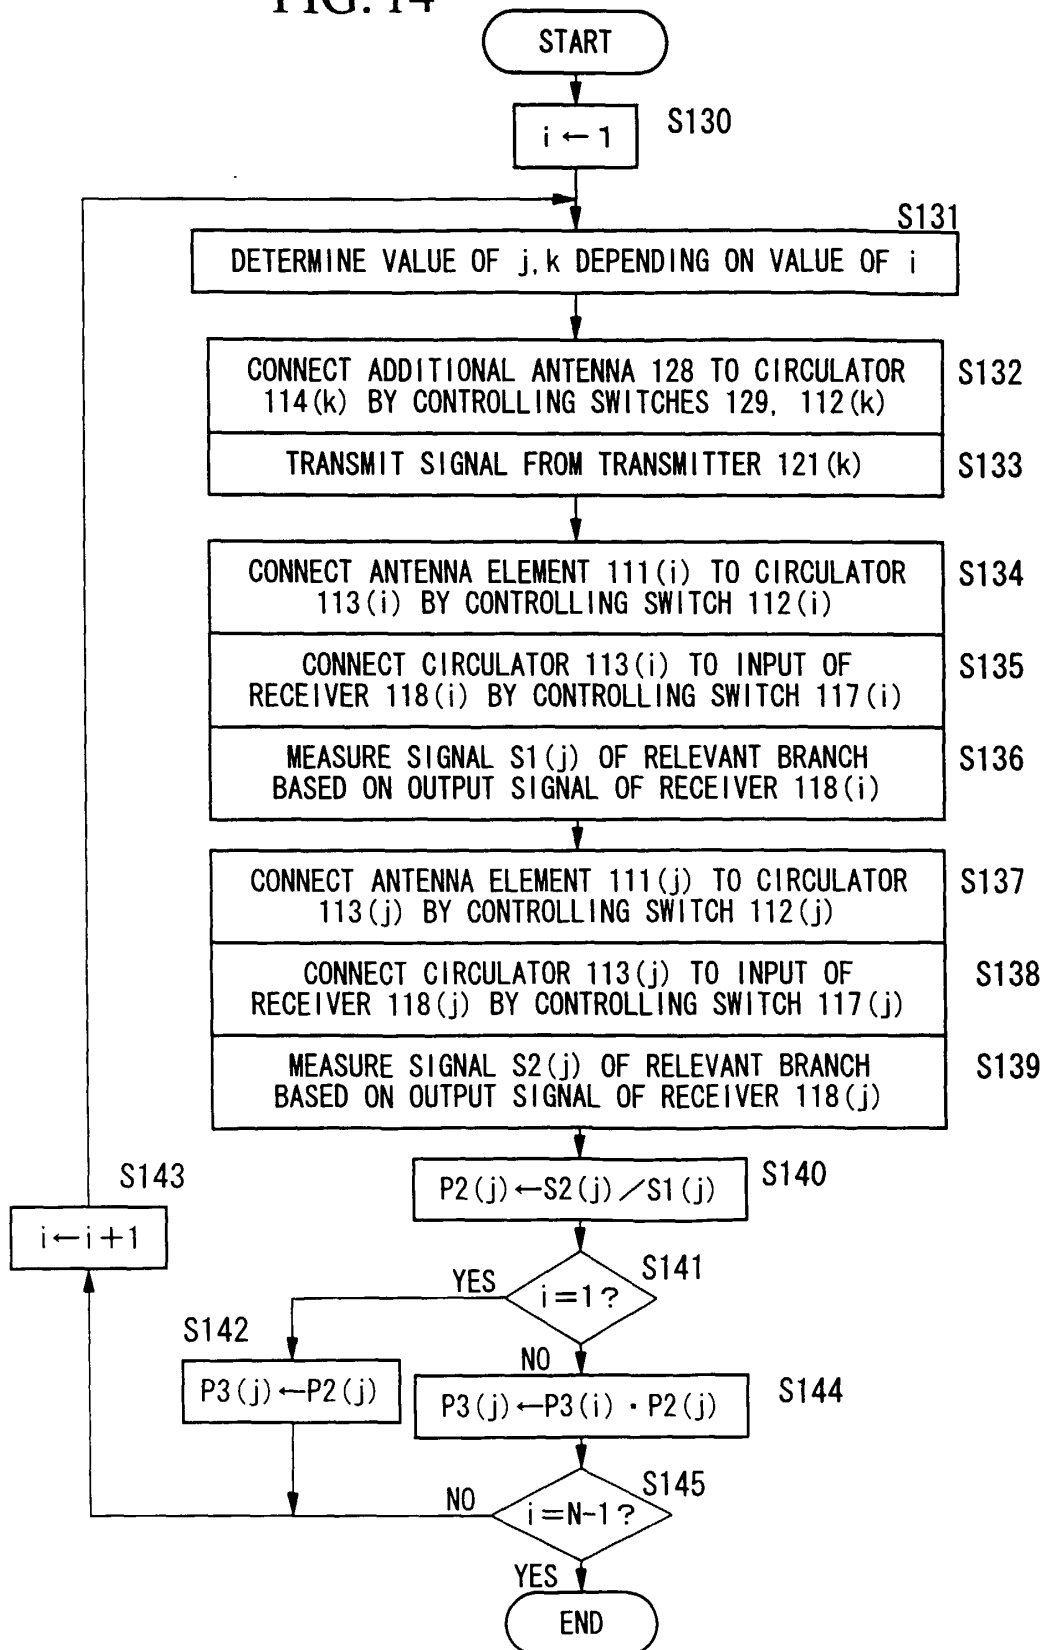 FIG. 14
START
i ← 1
S130
S131
DETERMINE VALUE OF j, k DEPENDING ON VALUE OF i
CONNECT ADDITIONAL ANTENNA 128 TO CIRCULATOR
114(k) BY CONTROLLING SWITCHES 129, 112(k)
S132
TRANSMIT SIGNAL FROM TRANSMITTER 121(k)
S133
CONNECT ANTENNA ELEMENT 111(i) TO CIRCULATOR
113(i) BY CONTROLLING SWITCH 112(i)
S134
CONNECT CIRCULATOR 113(i) TO INPUT OF
RECEIVER 118(i) BY CONTROLLING SWITCH 117(i)
S135
MEASURE SIGNAL S1(j) OF RELEVANT BRANCH
BASED ON OUTPUT SIGNAL OF RECEIVER 118(i)
S136
CONNECT ANTENNA ELEMENT 111(j) TO CIRCULATOR
113(j) BY CONTROLLING SWITCH 112(j)
S137
CONNECT CIRCULATOR 113(j) TO INPUT OF
RECEIVER 118(j) BY CONTROLLING SWITCH 117(j)
S138
MEASURE SIGNAL S2(j) OF RELEVANT BRANCH
BASED ON OUTPUT SIGNAL OF RECEIVER 118(j)
S139
P2(j)←S2(j)／S1(j)
S140
S143
i←i+1
i=1?
S141
YES
NO
S142
P3(j)←P2(j)
P3(j)←P3(i)・P2(j)
S144
i=N-1?
S145
NO
YES
END